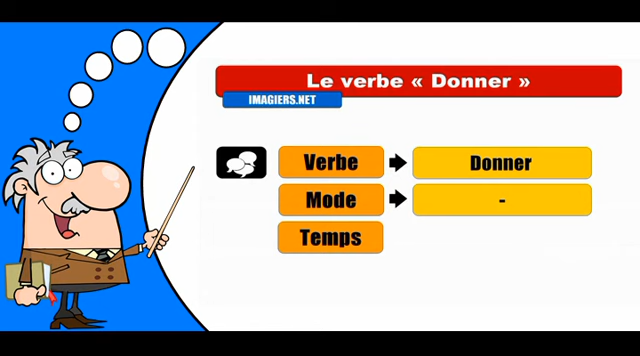 Le verbe « Donner »
IMAGIERS.NET
Verbe Donner
Mode -
Temps